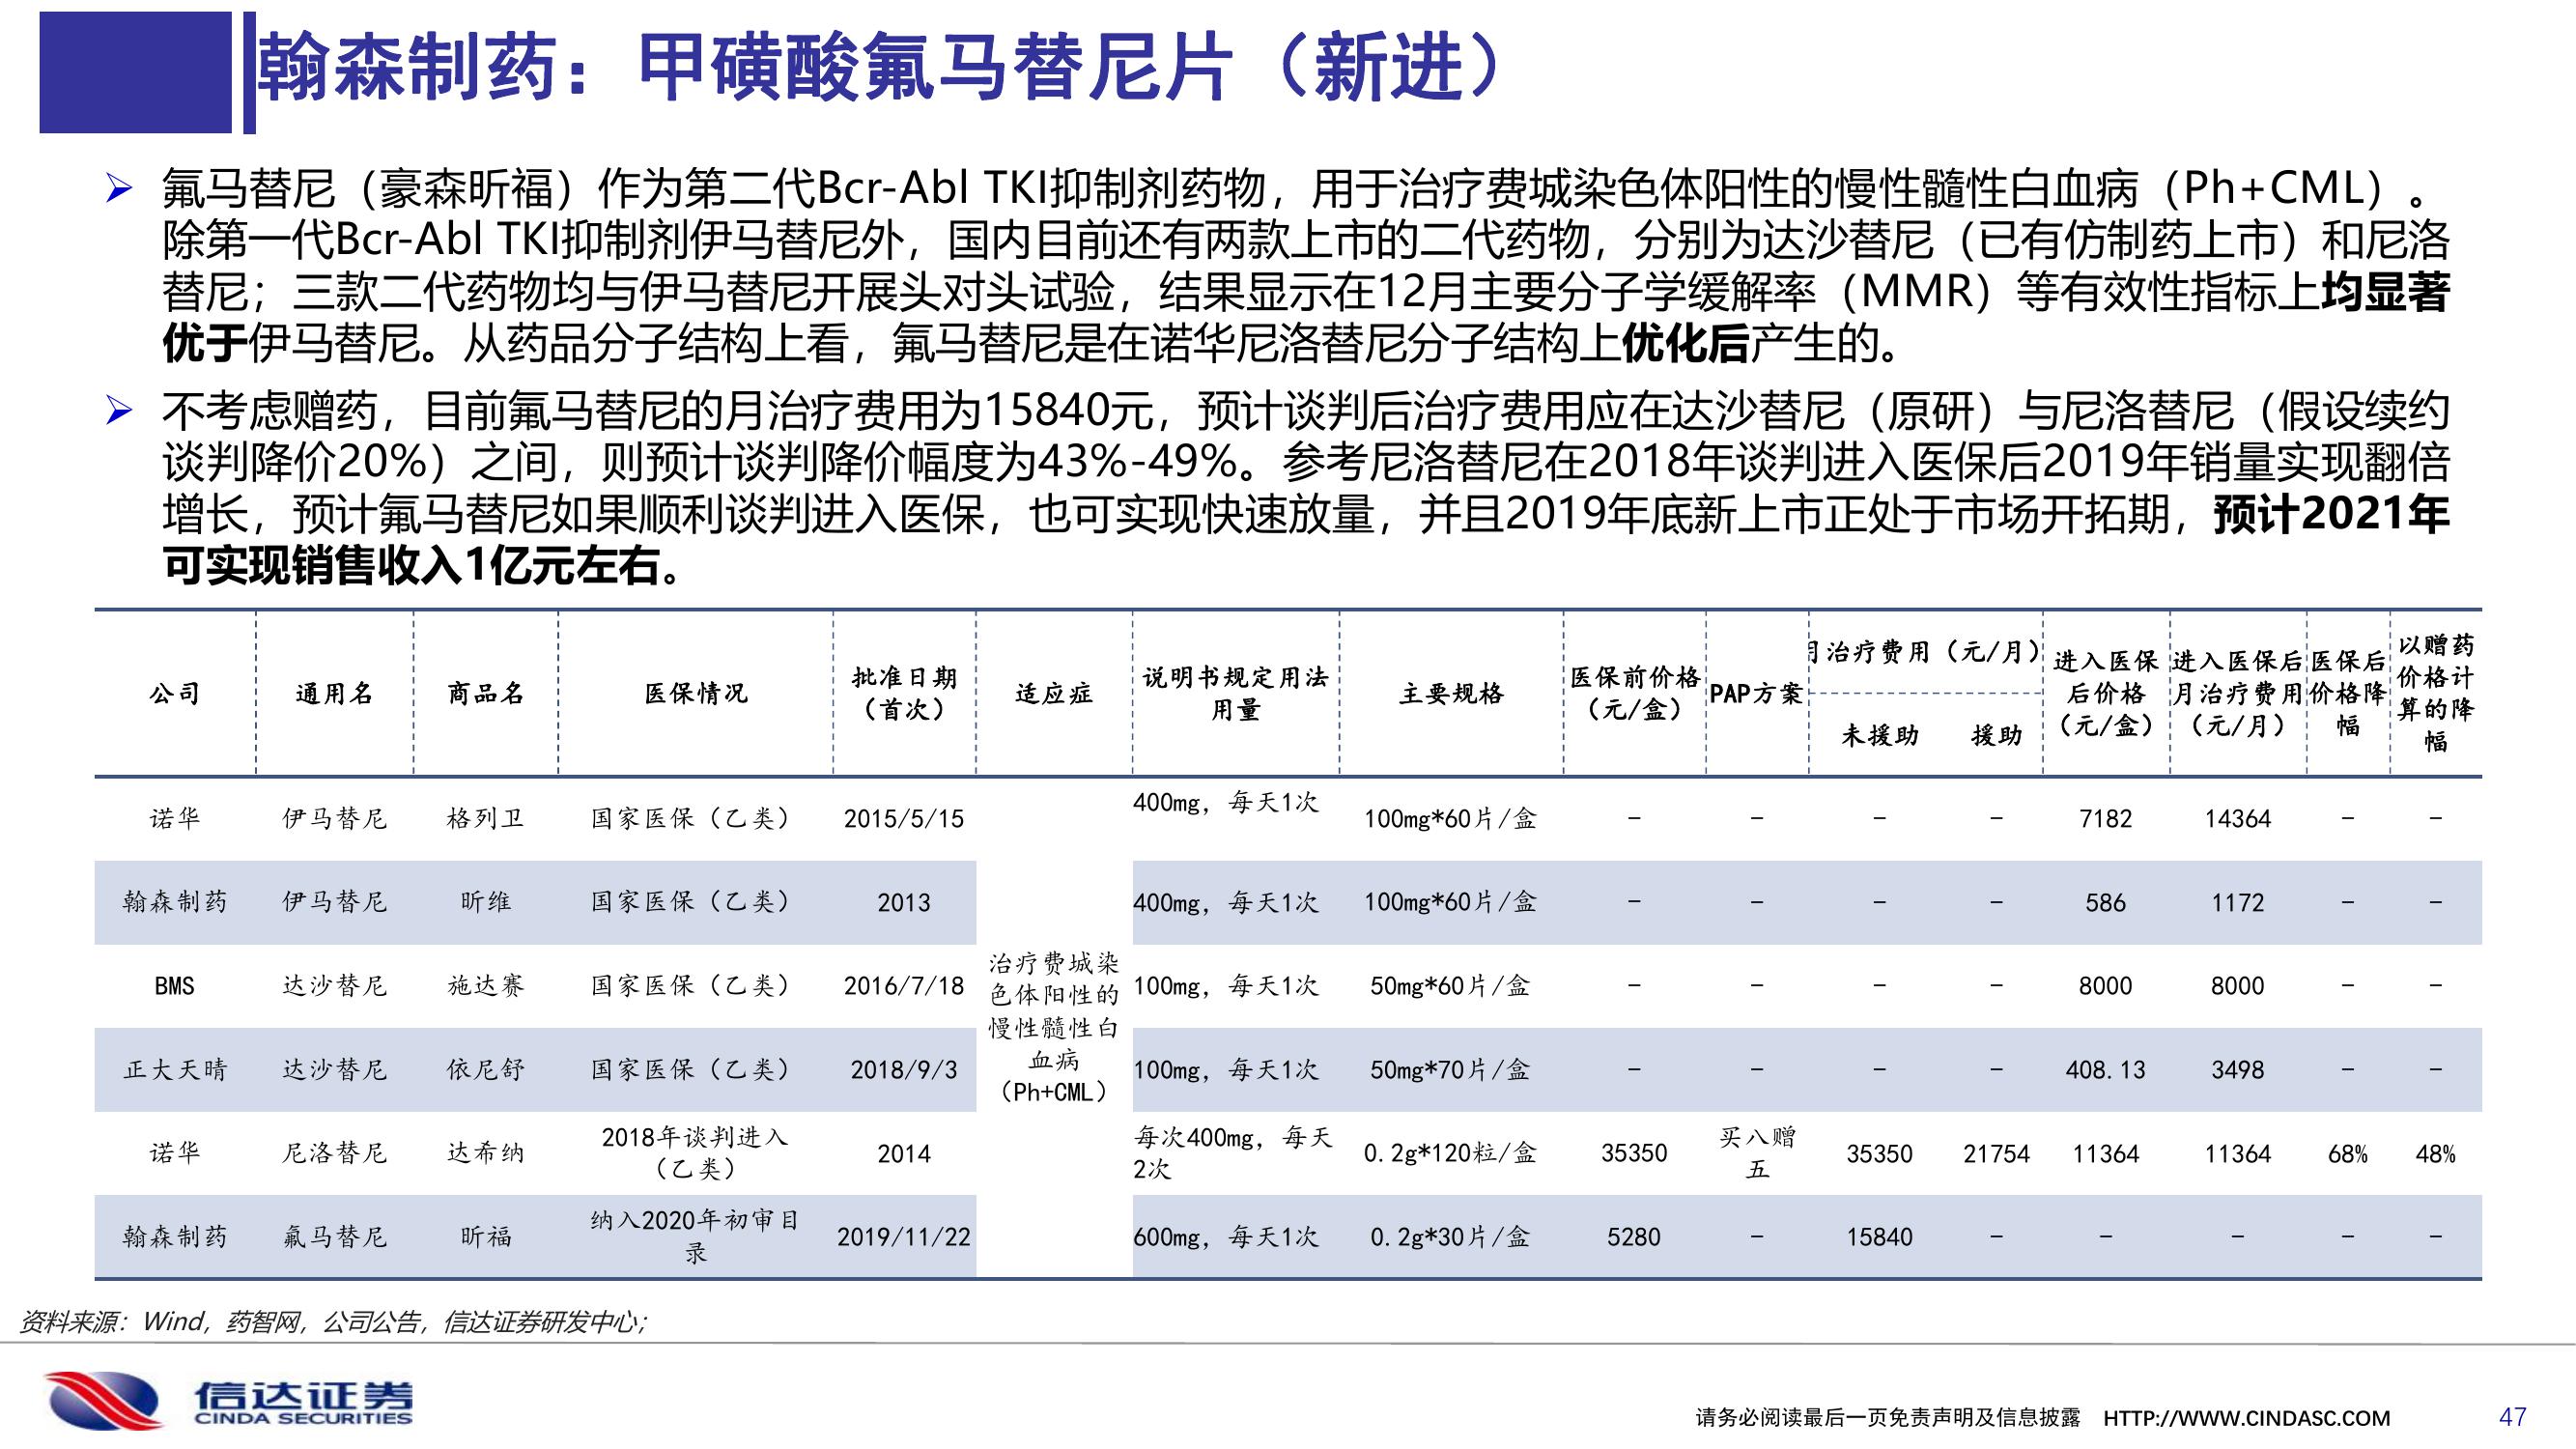 翰森制药：甲磺酸氟马替尼片（新进）
氟马替尼（豪森昕福）作为第二代Bcr-Abl TKI抑制剂药物，用于治疗费城染色体阳性的慢性髓性白血病（Ph+CML）。
除第一代Bcr-Abl TKI抑制剂伊马替尼外，国内目前还有两款上市的二代药物，分别为达沙替尼（已有仿制药上市）和尼洛
替尼；三款二代药物均与伊马替尼开展头对头试验，结果显示在12月主要分子学缓解率（MMR）等有效性指标上均显著
优于伊马替尼。从药品分子结构上看，氟马替尼是在诺华尼洛替尼分子结构上优化后产生的。
不考虑赠药，目前氟马替尼的月治疗费用为15840元，预计谈判后治疗费用应在达沙替尼（原研）与尼洛替尼（假设续约
谈判降价20%）之间，则预计谈判降价幅度为43%-49%。参考尼洛替尼在2018年谈判进入医保后2019年销量实现翻倍
增长，预计氟马替尼如果顺利谈判进入医保，也可实现快速放量，并且2019年底新上市正处于市场开拓期，预计2021年
可实现销售收入1亿元左右。
公司 通用名 商品名 医保情况 批准日期（首次） 适应症 说明书规定用法用量 主要规格 医保前价格（元/盒） PAP方案 月治疗费用（元/月） 进入医保后价格（元/盒） 进入医保后月治疗费用（元/月） 医保后价格降幅 以赠药价格计算的降幅
未援助 援助
诺华 伊马替尼 格列卫 国家医保（乙类） 2015/5/15 400mg，每天1次 100mg*60片/盒 - - - - 7182 14364 - -
翰森制药 伊马替尼 昕维 国家医保（乙类） 2013 400mg，每天1次 100mg*60片/盒 - - - - 586 1172 - -
治疗费城染色体阳性的慢性髓性白血病（Ph+CML）
BMS 达沙替尼 施达赛 国家医保（乙类） 2016/7/18 100mg，每天1次 50mg*60片/盒 - - - - 8000 8000 - -
正大天晴 达沙替尼 依尼舒 国家医保（乙类） 2018/9/3 100mg，每天1次 50mg*70片/盒 - - - - 408.13 3498 - -
诺华 尼洛替尼 达希纳 2018年谈判进入（乙类） 2014 每次400mg，每天2次 0.2g*120粒/盒 35350 买八赠五 35350 21754 11364 11364 68% 48%
翰森制药 氟马替尼 昕福 纳入2020年初审目录 2019/11/22 600mg，每天1次 0.2g*30片/盒 5280 - 15840 - - - - -
资料来源：Wind，药智网，公司公告，信达证券研发中心；
信达证券
CINDA SECURITIES
请务必阅读最后一页免责声明及信息披露 HTTP://WWW.CINDASC.COM 47